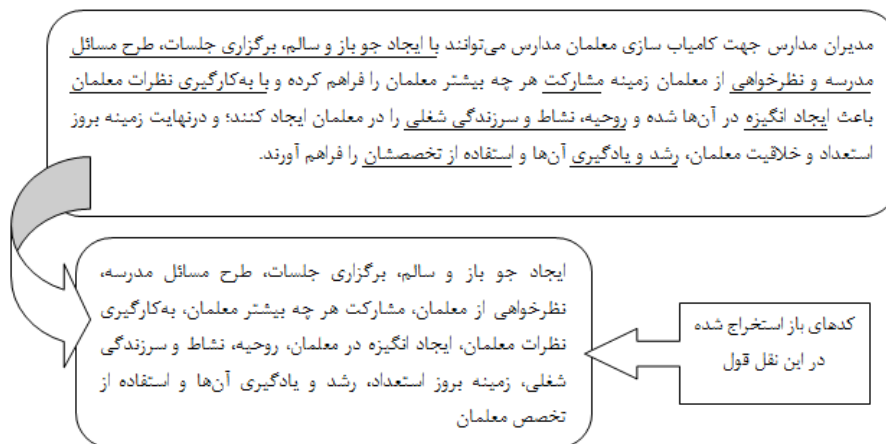 مدیران مدارس جهت کامیاب سازی معلمان مدارس می‌توانند با ایجاد جو باز و سالم، برگزاری جلسات، طرح مسائل
مدرسه و نظرخواهی از معلمان زمینه مشارکت هر چه بیشتر معلمان را فراهم کرده و با به‌کارگیری نظرات معلمان
باعث ایجاد انگیزه در آن‌ها شده و روحیه، نشاط و سرزندگی شغلی را در معلمان ایجاد کنند؛ و درنهایت زمینه بروز
استعداد و خلاقیت معلمان، رشد و یادگیری آن‌ها و استفاده از تخصصشان را فراهم آورند.
ایجاد جو باز و سالم، برگزاری جلسات، طرح مسائل مدرسه،
نظرخواهی از معلمان، مشارکت هر چه بیشتر معلمان، به‌کارگیری
نظرات معلمان، ایجاد انگیزه در معلمان، روحیه، نشاط و سرزندگی
شغلی، زمینه بروز استعداد، رشد و یادگیری آن‌ها و استفاده از
تخصص معلمان
کدهای باز استخراج شده
در این نقل قول